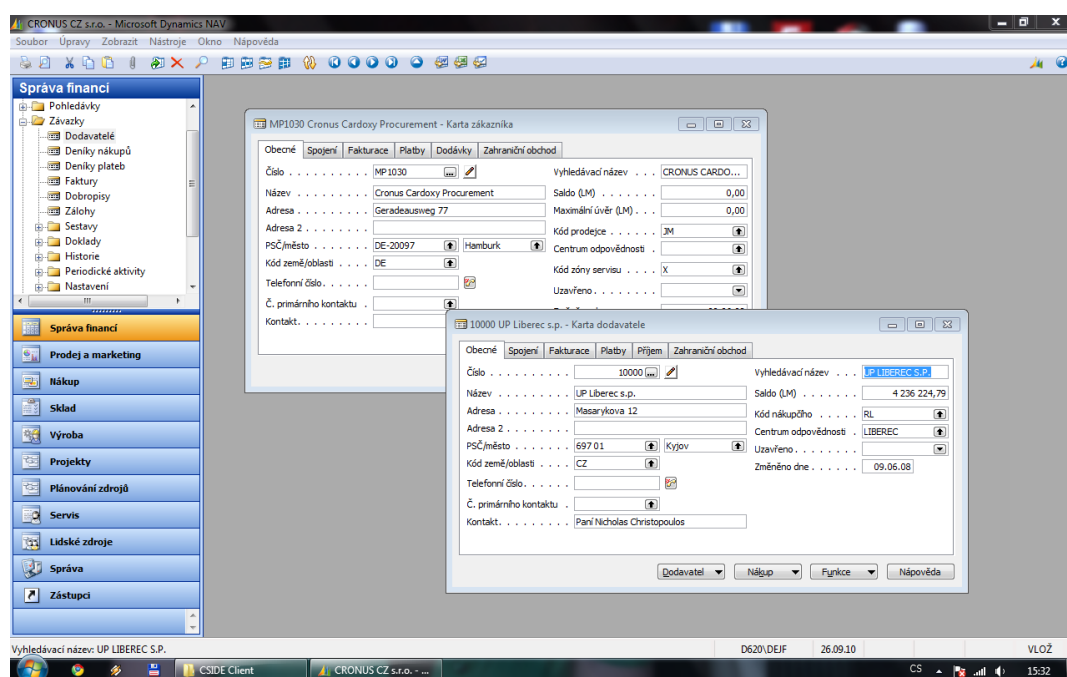 CRONUS CZ s.r.o. - Microsoft Dynamics NAV
Soubor Úpravy Zobrazit Nástroje Okno Nápověda
Správa financí
Pohledávky
Závazky
Dodavatelé
Deníky nákupů
Deníky plateb
Faktury
Dobropisy
Zálohy
Sestavy
Doklady
Historie
Periodické aktivity
Nastavení
Správa financí
Prodej a marketing
Nákup
Sklad
Výroba
Projekty
Plánování zdrojů
Servis
Lidské zdroje
Správa
Zástupci
MP1030 Cronus Cardoxy Procurement - Karta zákazníka
Obecné Spojení Fakturace Platby Dodávky Zahraniční obchod
Číslo . . . . . . . . . . MP1030 ... Vyhledávací název . . . CRONUS CARDO...
Název . . . . . . . . . Cronus Cardoxy Procurement Saldo (LM) . . . . . . . 0,00
Adresa . . . . . . . . . Geradeausweg 77 Maximální úvěr (LM) . . . 0,00
Adresa 2 . . . . . . . . Kód prodejce . . . . . . JM
PSČ/město . . . . . . . DE-20097 Hamburk Centrum odpovědnosti .
Kód země/oblasti . . . . DE Kód zóny servisu . . . . X
Telefonní číslo. . . . . . Uzavřeno . . . . . . . .
Č. primárního kontaktu .
Kontakt. . . . . . . . .
10000 UP Liberec s.p. - Karta dodavatele
Obecné Spojení Fakturace Platby Příjem Zahraniční obchod
Číslo . . . . . . . . . . 10000 ... Vyhledávací název . . . UP LIBEREC S.P.
Název . . . . . . . . . UP Liberec s.p. Saldo (LM) . . . . . . . 4 236 224,79
Adresa . . . . . . . . . Masarykova 12 Kód nákupčího . . . . . RL
Adresa 2 . . . . . . . . Centrum odpovědnosti . LIBEREC
PSČ/město . . . . . . . 697 01 Kyjov Uzavřeno. . . . . . . .
Kód země/oblasti . . . . CZ Změněno dne . . . . . . 09.06.08
Telefonní číslo. . . . . .
Č. primárního kontaktu .
Kontakt. . . . . . . . . Paní Nicholas Christopoulos
Dodavatel Nákup Funkce Nápověda
Vyhledávací název: UP LIBEREC S.P. D620\DEJF 26.09.10 VLOŽ
CSIDE Client CRONUS CZ s.r.o. - ... CS 15:32